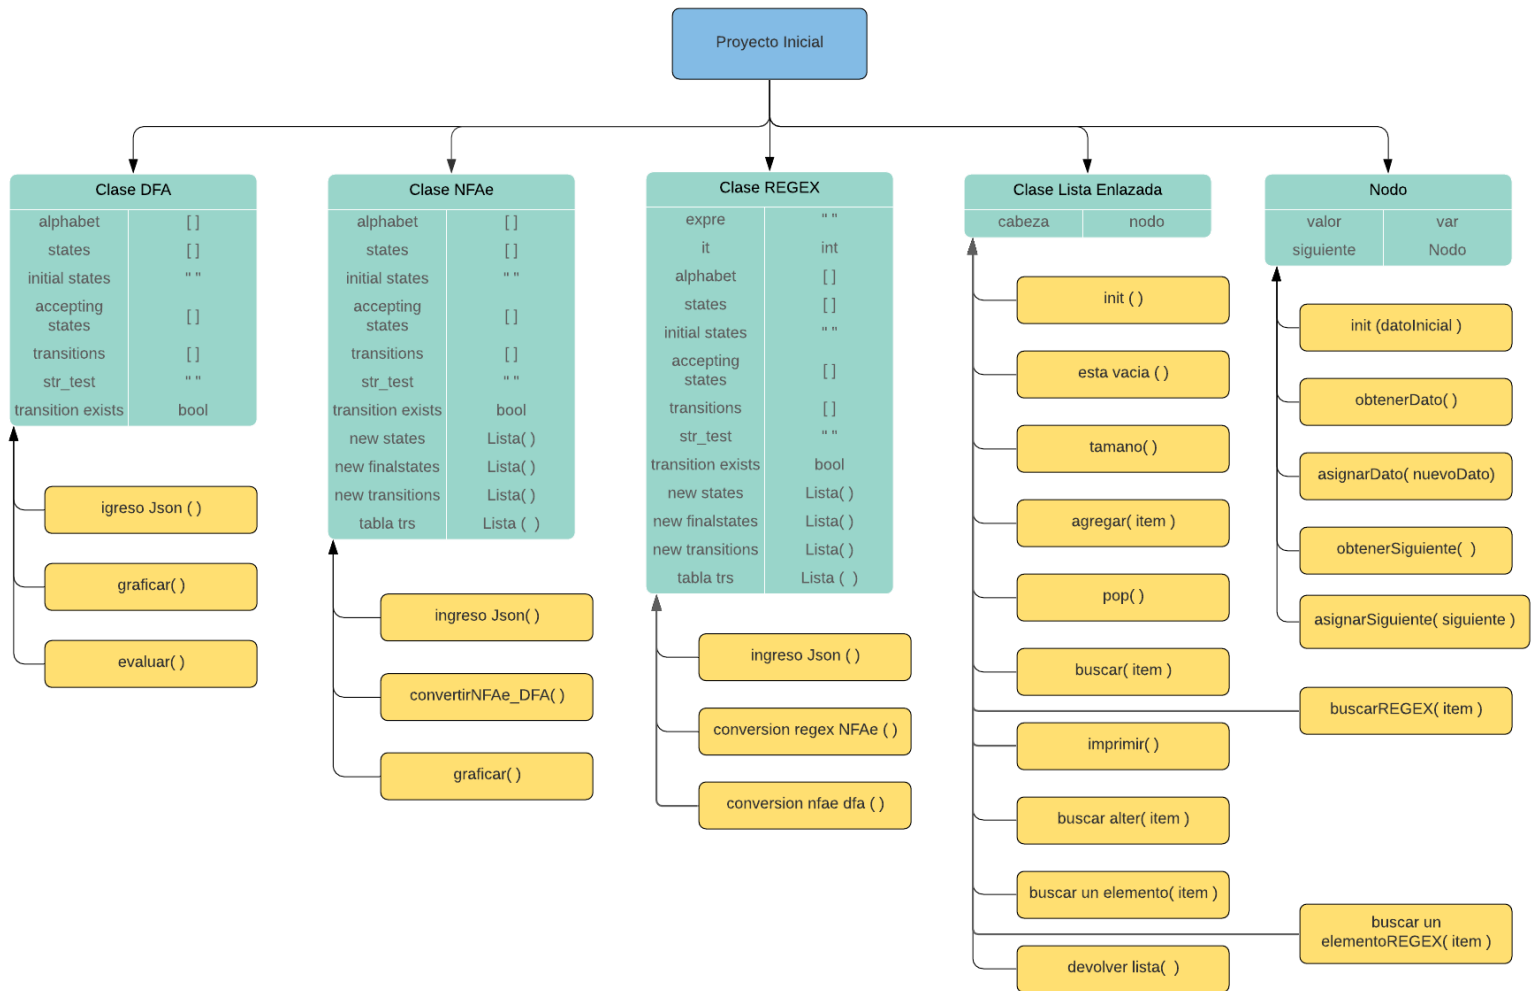 Proyecto Inicial
Clase DFA
alphabet [ ]
states [ ]
initial states " "
accepting
states [ ]
transitions [ ]
str_test " "
transition exists bool
igreso Json ( )
graficar( )
evaluar( )
Clase NFAe
alphabet [ ]
states [ ]
initial states " "
accepting
states [ ]
transitions [ ]
str_test " "
transition exists bool
new states Lista( )
new finalstates Lista( )
new transitions Lista( )
tabla trs Lista (  )
ingreso Json( )
convertirNFAe_DFA( )
graficar( )
Clase REGEX
expre " "
it int
alphabet [ ]
states [ ]
initial states " "
accepting
states [ ]
transitions [ ]
str_test " "
transition exists bool
new states Lista( )
new finalstates Lista( )
new transitions Lista( )
tabla trs Lista (  )
ingreso Json ( )
conversion regex NFAe ( )
conversion nfae dfa ( )
Clase Lista Enlazada
cabeza nodo
init ( )
esta vacia ( )
tamano( )
agregar( item )
pop( )
buscar( item )
buscarREGEX( item )
imprimir( )
buscar alter( item )
buscar un elemento( item )
buscar un
elementoREGEX( item )
devolver lista(  )
Nodo
valor var
siguiente Nodo
init (datoInicial )
obtenerDato( )
asignarDato( nuevoDato)
obtenerSiguiente(  )
asignarSiguiente( siguiente )